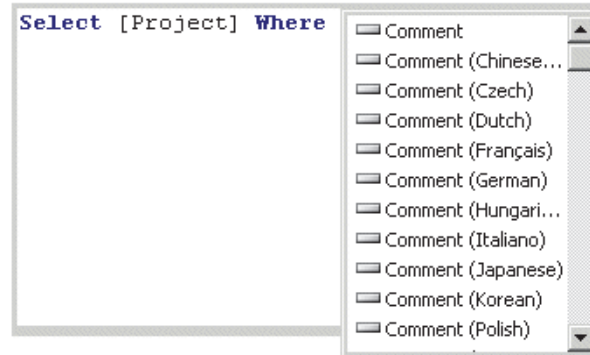 Select [Project] Where
Comment
Comment (Chinese...
Comment (Czech)
Comment (Dutch)
Comment (Français)
Comment (German)
Comment (Hungari...
Comment (Italiano)
Comment (Japanese)
Comment (Korean)
Comment (Polish)